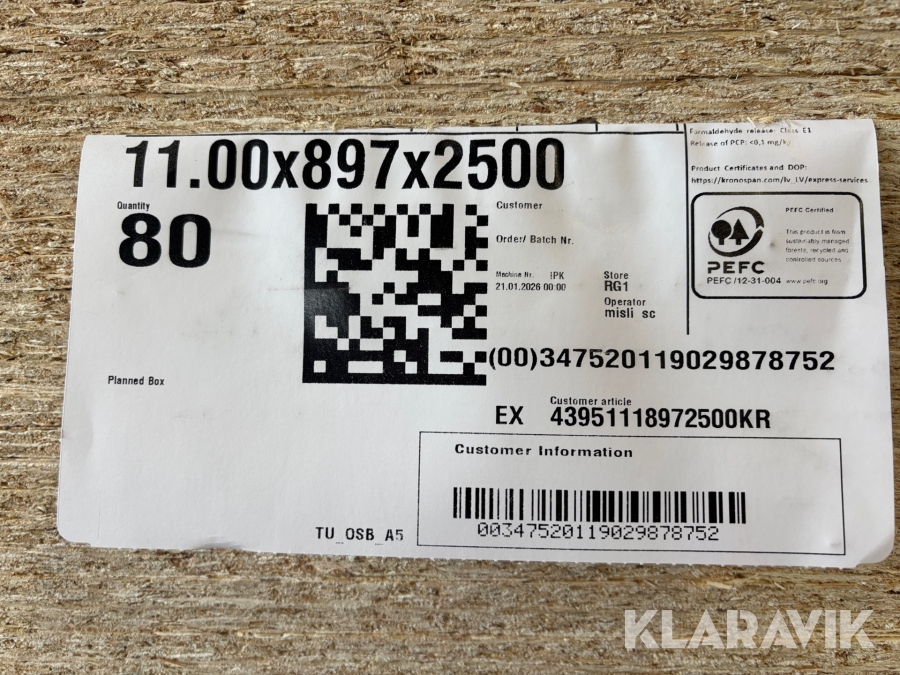 Formaldehyde release: Class E1
Release of PCP: <0,1 mg/kg
11.00x897x2500
Product Certificates and DOP:
https://kronospan.com/lv_LV/express-services
Quantity
80
Customer
Order/ Batch Nr.
PEFC
PEFC /12-31-004
PEFC Certified
This product is from
sustainably managed
forests, recycled and
controlled sources
www.pefc.org
Machine Nr. IPK
21.01.2026 00:00
Store
RG1
Operator
misli sc
(00)347520119029878752
Planned Box
Customer article
EX 43951118972500KR
Customer Information
00347520119029878752
TU_OSB_A5
KLARAVIK